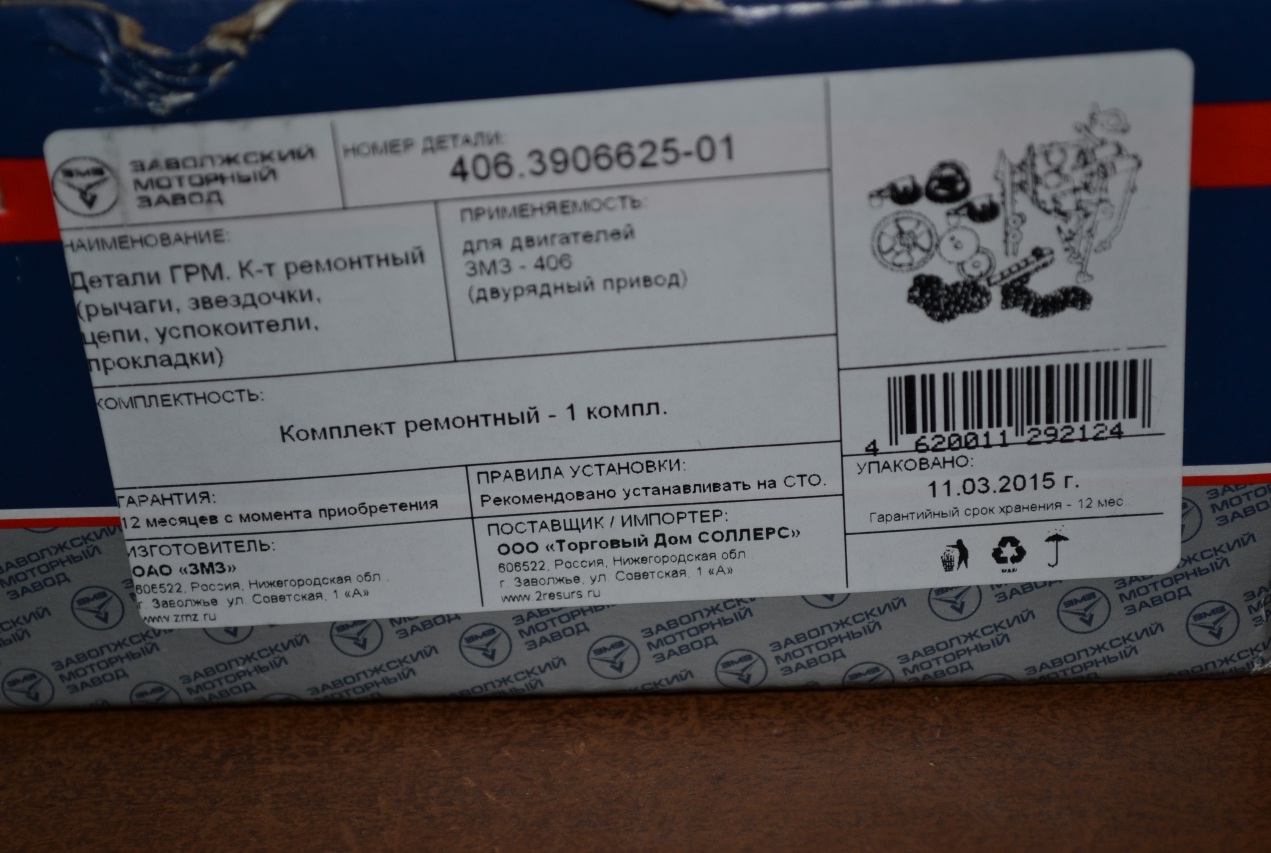 ЗМЗ
ЗАВОЛЖСКИЙ
МОТОРНЫЙ
ЗАВОД
НОМЕР ДЕТАЛИ:
406.3906625-01
НАИМЕНОВАНИЕ:
Детали ГРМ. К-т ремонтный
(рычаги, звездочки,
цепи, успокоители,
прокладки)
ПРИМЕНЯЕМОСТЬ:
для двигателей
ЗМЗ - 406
(двурядный привод)
КОМПЛЕКТНОСТЬ:
Комплект ремонтный - 1 компл.
4 620011 292124
ГАРАНТИЯ:
12 месяцев с момента приобретения
ПРАВИЛА УСТАНОВКИ:
Рекомендовано устанавливать на СТО.
УПАКОВАНО:
11.03.2015 г.
Гарантийный срок хранения - 12 мес.
ИЗГОТОВИТЕЛЬ:
ОАО «ЗМЗ»
606522, Россия, Нижегородская обл.,
г. Заволжье ул. Советская, 1 «А»
www.zmz.ru
ПОСТАВЩИК / ИМПОРТЕР:
ООО «Торговый Дом СОЛЛЕРС»
606522, Россия, Нижегородская обл
г. Заволжье, ул. Советская, 1 «А»
www.2resurs.ru
ЗМЗ
ЗАВОЛЖСКИЙ
МОТОРНЫЙ
ЗАВОД